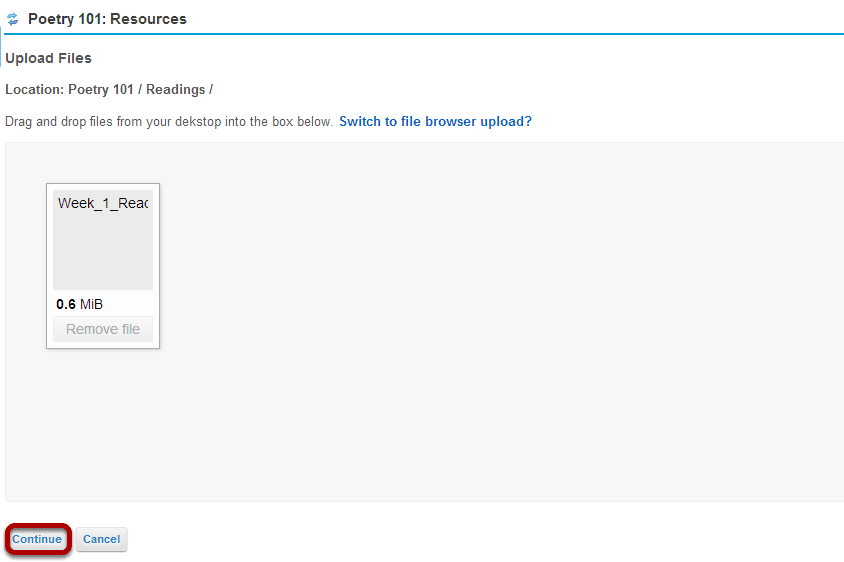 Poetry 101: Resources
Upload Files
Location: Poetry 101 / Readings /
Drag and drop files from your dekstop into the box below. Switch to file browser upload?
Week_1_Reac
0.6 MiB
Remove file
Continue Cancel